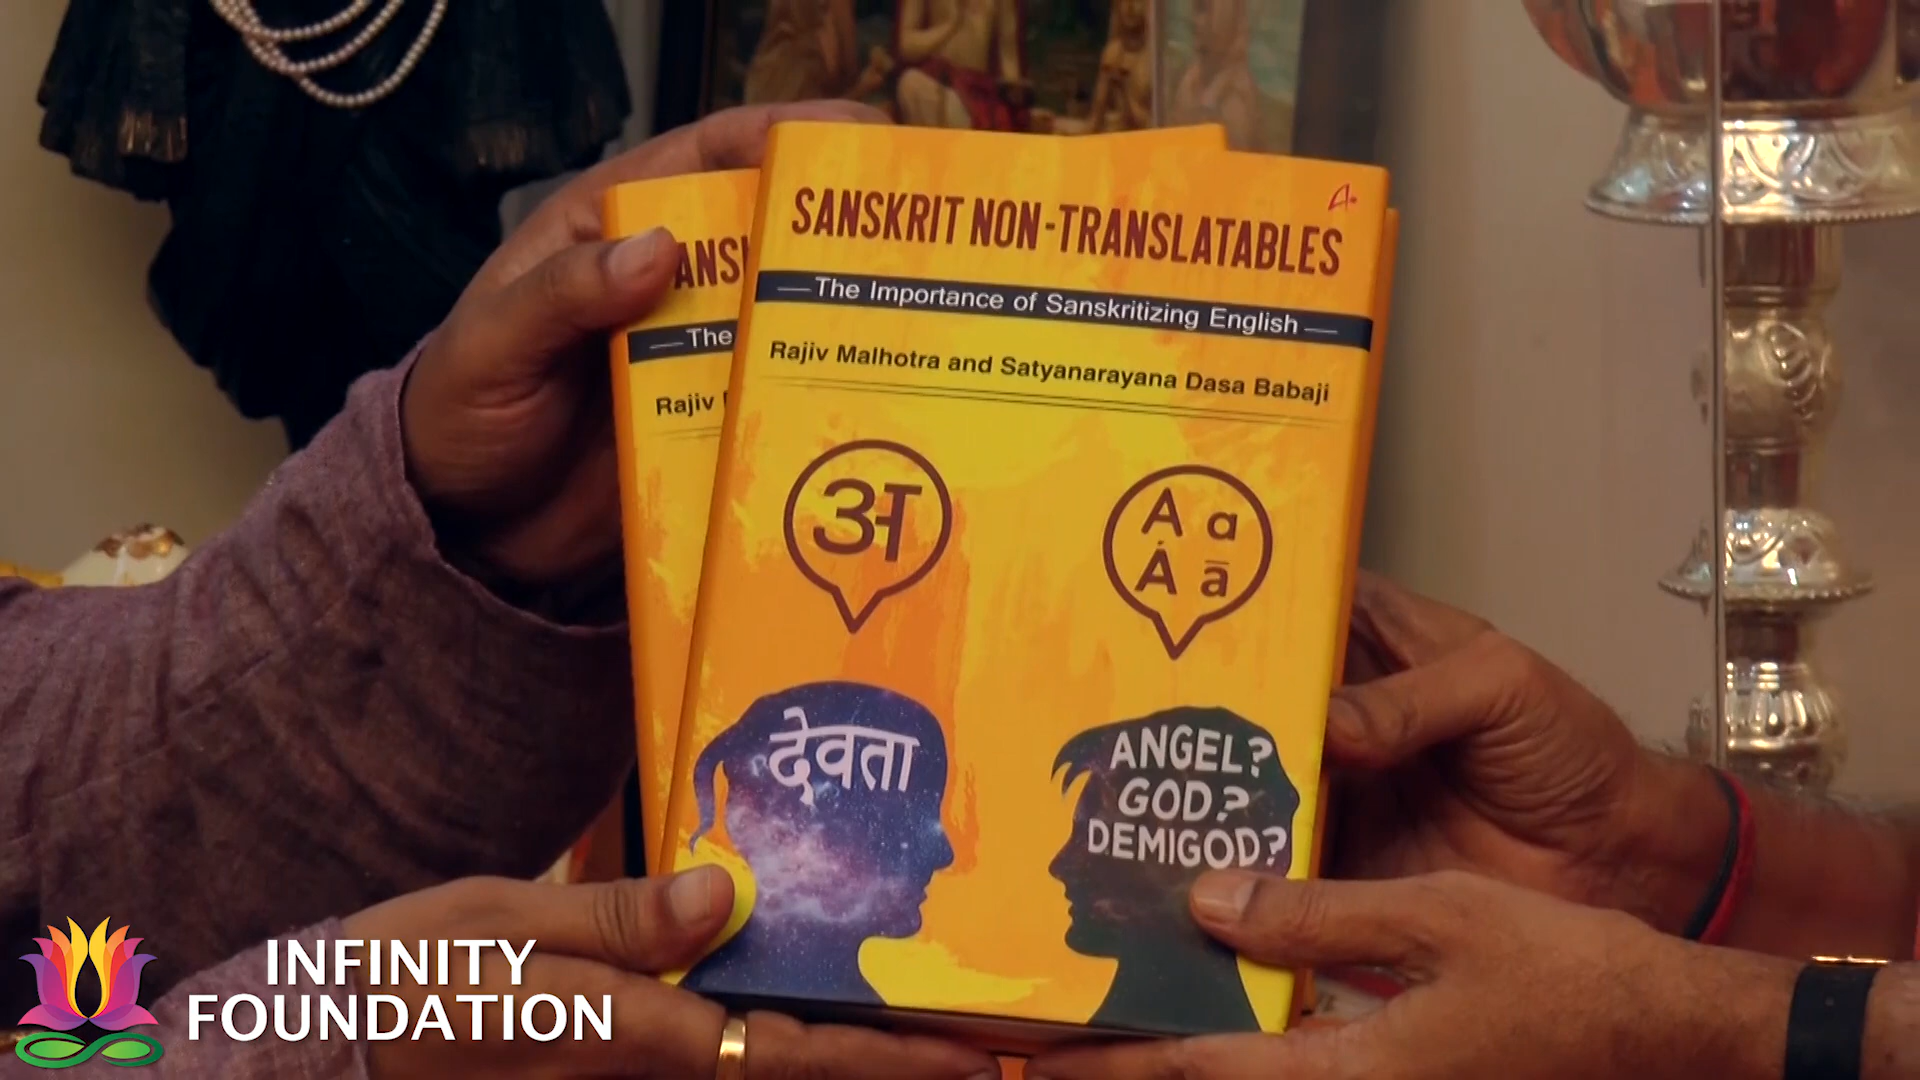 SANSKRIT NON-TRANSLATABLES
The Importance of Sanskritizing English
Rajiv Malhotra and Satyanarayana Dasa Babaji
अ
A a
Á ā
देवता
ANGEL?
GOD?
DEMIGOD?
ANSK
The
Rajiv
INFINITY
FOUNDATION